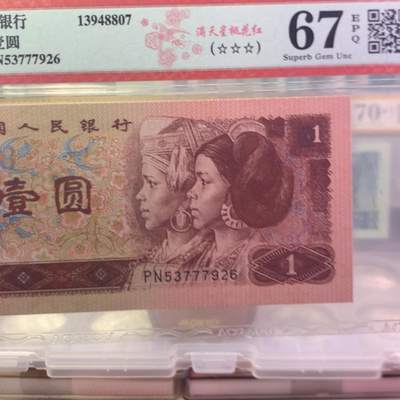 银行 13948807 满天星桃花红 67 EPQ
壹圆 (☆☆☆) Superb Gem Unc
N53777926
70
国人民银行 1
壹圆
PN53777926 1